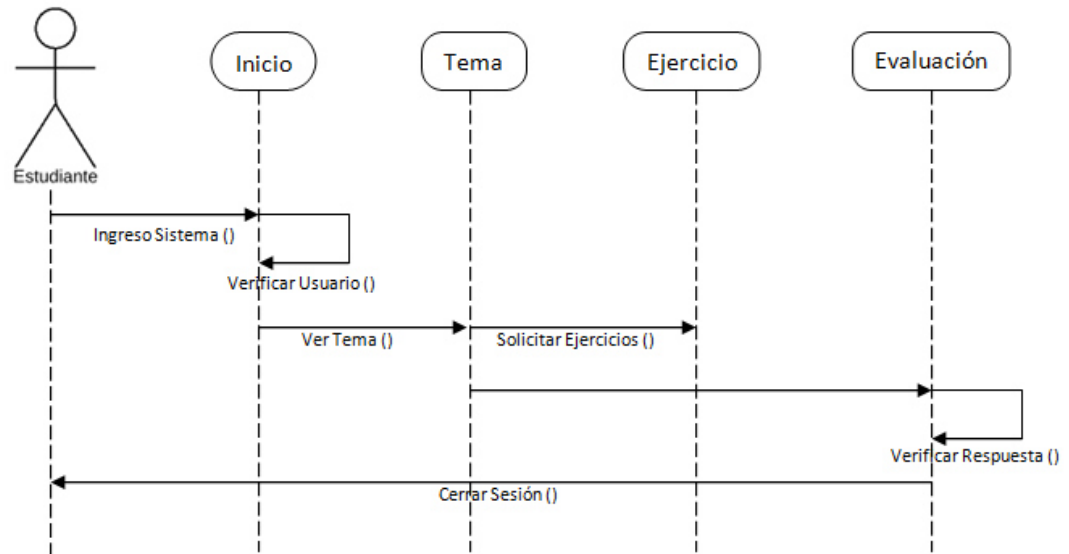 Inicio
Tema
Ejercicio
Evaluación
Estudiante
Ingreso Sistema ()
Verificar Usuario ()
Ver Tema ()
Solicitar Ejercicios ()
Verificar Respuesta ()
Cerrar Sesión ()